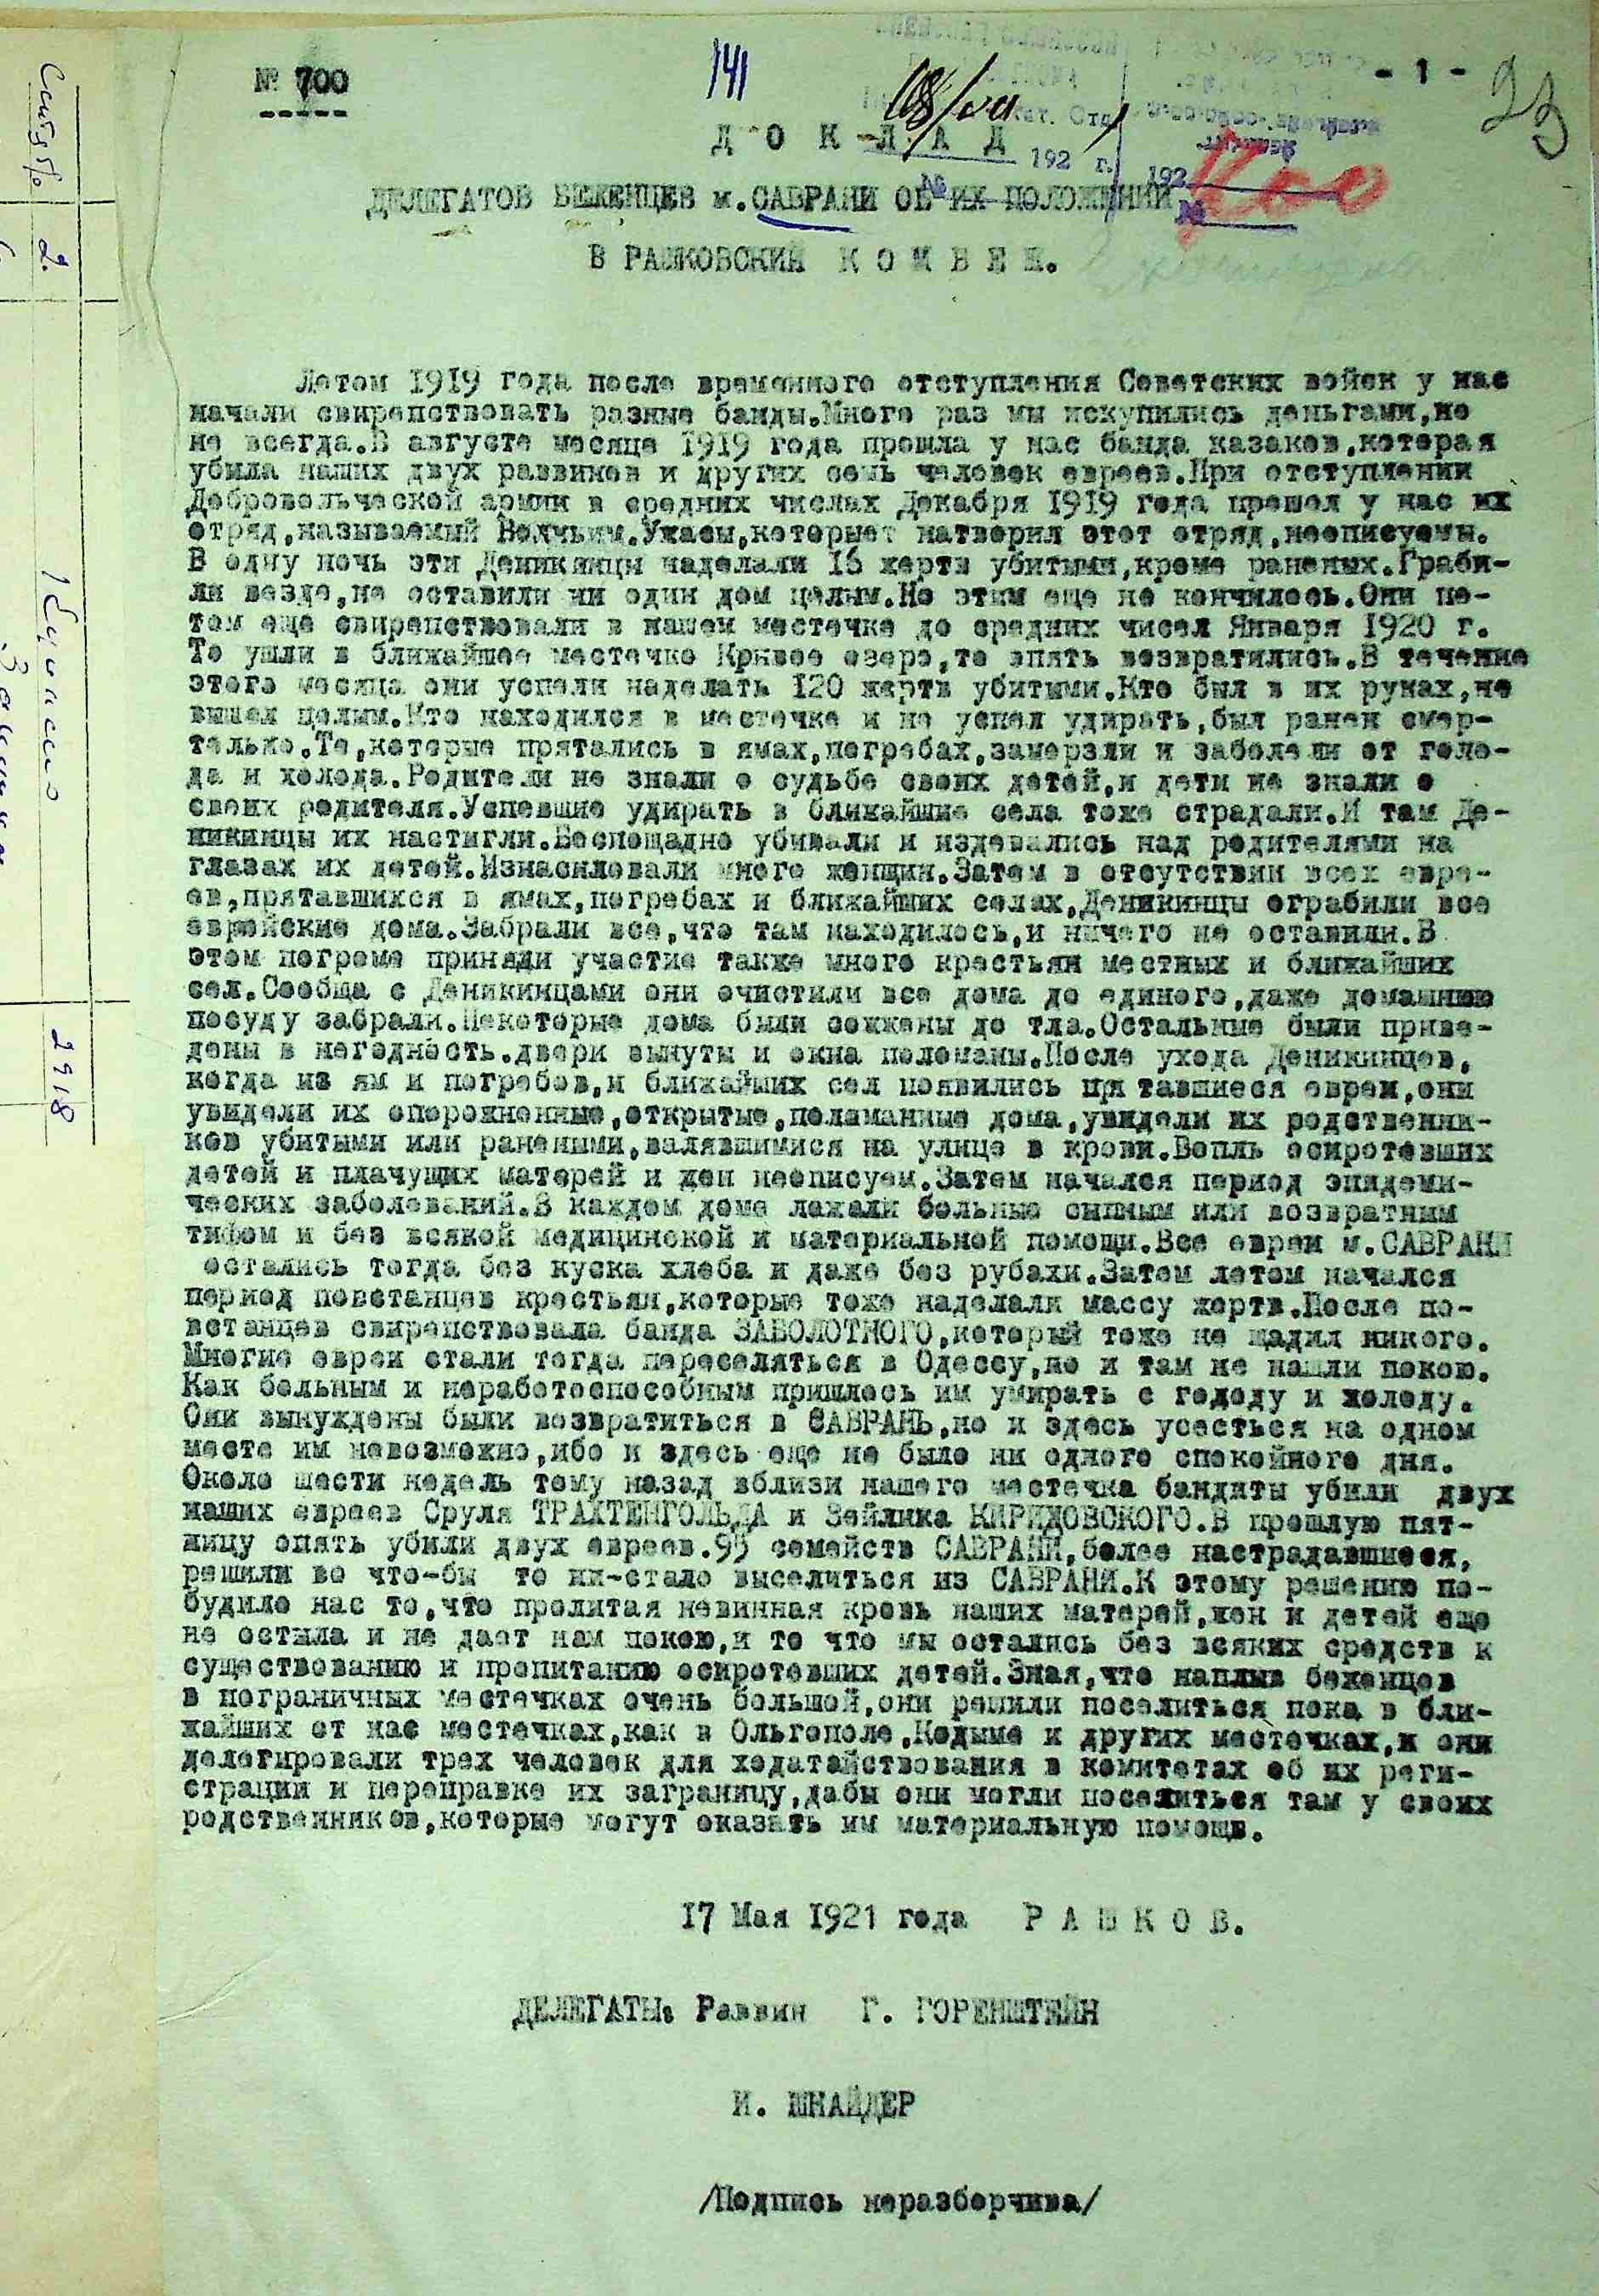 № 700
141
- 1 -
23
Д О К Л А Д
192 г.
192
№
№
700
ДЕЛЕГАТОВ БЕЖЕНЦЕВ м.САВРАНИ ОБ ИХ ПОЛОЖЕНИИ
В РАШКОВСКИЙ К О М Б Е Ж.
Летом 1919 года после временного отступления Советских войск у нас
начали свирепствовать разные банды.Много раз мы искупились деньгами,но
не всегда.В августе месяце 1919 года прошла у нас банда казаков,которая
убила наших двух раввинов и других семь человек евреев.При отступлении
Добровольческой армии в средних числах Декабря 1919 года прошел у нас их
отряд,называемый Волчьим.Ужасы,которыет натворил этот отряд,неописуемы.
В одну ночь эти Деникинцы наделали 16 жертв убитыми,кроме раненых.Граби-
ли везде,не оставили ни один дом целым.Но этим еще не кончилось.Они по-
том еще свирепствовали в нашем местечке до средних чисел Января 1920 г.
То ушли в ближайшее местечко Кривое озеро,то опять возвратились.В течение
этого месяца они успели наделать 120 жертв убитыми.Кто был в их руках,не
вышел целым.Кто находился в местечке и не успел удирать,был ранен смер-
тельно.Те,которые прятались в ямах,погребах,замерзли и заболели от голо-
да и холода.Родители не знали о судьбе своих детей,и дети не знали о
своих родителя.Успевшие удирать в ближайшие села тоже страдали.И там Де-
никинцы их настигли.Беспощадно убивали и издевались над родителями на
глазах их детей.Изнасиловали много женщин.Затем в отсутствии всех евре-
ев,прятавшихся в ямах,погребах и ближайших селах,Деникинцы ограбили все
еврейские дома.Забрали все,что там находилось,и ничего не оставили.В
этом погроме приняли участие также много крестьян местных и ближайших
сел.Сообща с Деникинцами они очистили все дома до единого,даже домашнюю
посуду забрали.Некоторые дома были сожжены до тла.Остальные были приве-
дены в негодность.двери вынуты и окна поломаны.После ухода Деникинцев,
когда из ям и погребов,и ближайших сел появились пря тавшиеся евреи,они
увидели их опорожненные,открытые,поламанные дома,увидели их родственни-
ков убитыми или ранеными,валявшимися на улице в крови.Вопль осиротевших
детей и плачущих матерей и жен неописуем.Затем начался период эпидеми-
ческих заболеваний.В каждом доме лежали больные сыпным или возвратным
тифом и без всякой медицинской и материальной помощи.Все евреи м.САВРАНИ
остались тогда без куска хлеба и даже без рубахи.Затем летом начался
период повстанцев крестьян,которые тоже наделали массу жертв.После по-
встанцев свирепствовала банда ЗАБОЛОТНОГО,который тоже не щадил никого.
Многие евреи стали тогда переселяться в Одессу,но и там не нашли покою.
Как больным и неработоспособным пришлось им умирать с голоду и холоду.
Они вынуждены были возвратиться в САВРАНЬ,но и здесь усесться на одном
месте им невозможно,ибо и здесь еще не было ни одного спокойного дня.
Около шести недель тому назад вблизи нашего местечка бандиты убили двух
наших евреев Сруля ТРАХТЕНГОЛЬДА и Зейлика КИРИДОВСКОГО.В прошлую пят-
ницу опять убили двух евреев.95 семейств САВРАНИ,более настрадавшиеся,
решили во что-бы то ни-стало выселиться из САВРАНИ.К этому решению по-
будило нас то,что пролитая невинная кровь наших матерей,жен и детей еще
не остыла и не дает нам покою,и то что мы остались без всяких средств к
существованию и пропитанию осиротевших детей.Зная,что наплыв беженцев
в пограничных местечках очень большой,они решили поселиться пока в бли-
жайших от нас местечках,как в Ольгополе,Кодыме и других местечках,и они
делегировали трех человек для ходатайствования в комитетах об их реги-
страции и переправке их заграницу,дабы они могли поселиться там у своих
родственников,которые могут оказать им материальную помощь.
17 Мая 1921 года Р А Ш К О В.
ДЕЛЕГАТЫ: Раввин Г. ГОРЕНШТЕЙН
И. ШНАЙДЕР
/Подпись неразборчива/
2.
2918